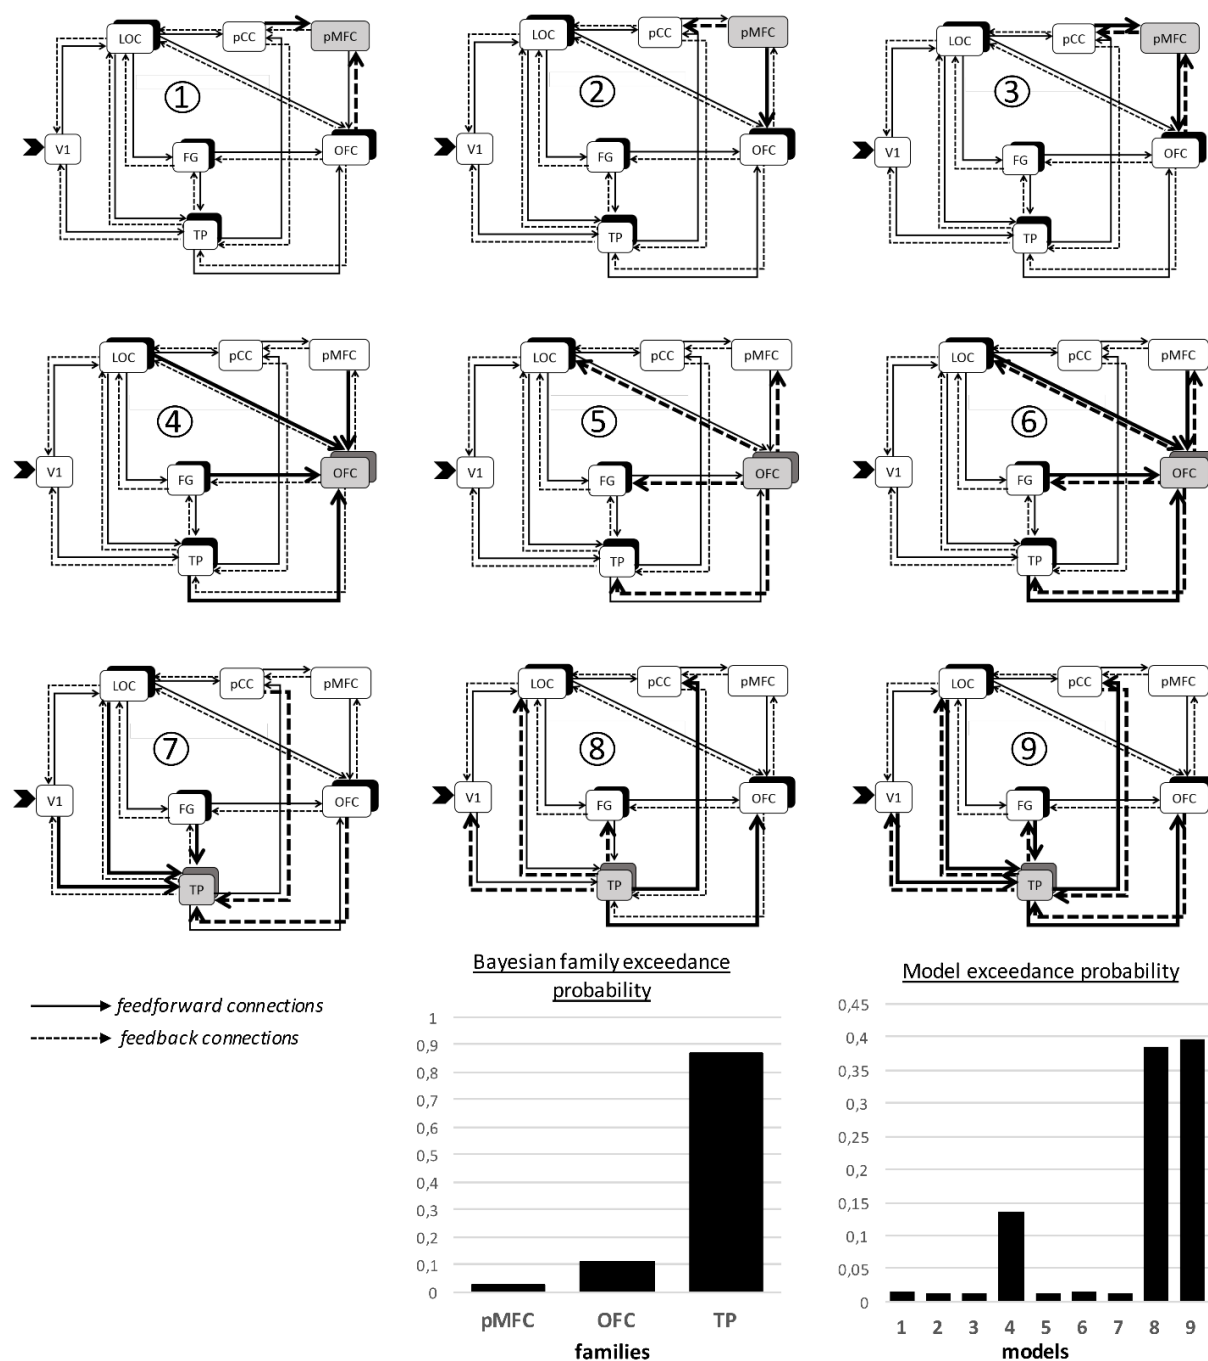 LOC
pCC
pMFC
1
V1
FG
OFC
TP
LOC
pCC
pMFC
2
V1
FG
OFC
TP
LOC
pCC
pMFC
3
V1
FG
OFC
TP
LOC
pCC
pMFC
4
V1
FG
OFC
TP
LOC
pCC
pMFC
5
V1
FG
OFC
TP
LOC
pCC
pMFC
6
V1
FG
OFC
TP
LOC
pCC
pMFC
7
V1
FG
OFC
TP
LOC
pCC
pMFC
8
V1
FG
OFC
TP
LOC
pCC
pMFC
9
V1
FG
OFC
TP
feedforward connections
feedback connections
Bayesian family exceedance
probability
1
0,9
0,8
0,7
0,6
0,5
0,4
0,3
0,2
0,1
0
pMFC OFC TP
families
Model exceedance probability
0,45
0,4
0,35
0,3
0,25
0,2
0,15
0,1
0,05
0
1 2 3 4 5 6 7 8 9
models